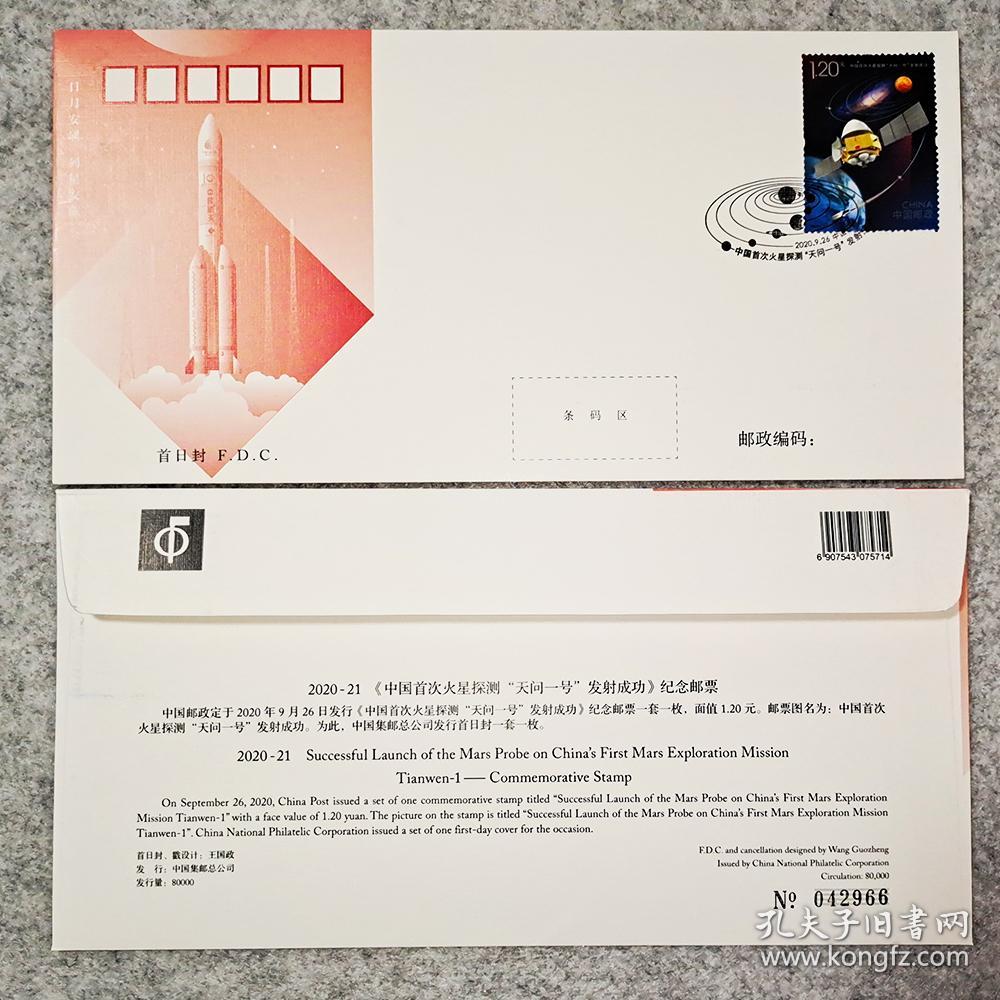 日月安属 列星安陈
中国航天
首日封 F.D.C.
1.20元
中国首次火星探测“天问一号”发射成功
CHINA
中国邮政
2020.9.26
中国首次火星探测“天问一号”发射
条 码 区
邮政编码：
6 907543 075714
2020-21 《中国首次火星探测“天问一号”发射成功》纪念邮票
中国邮政定于 2020 年 9 月 26 日发行《中国首次火星探测“天问一号”发射成功》纪念邮票一套一枚，面值 1.20 元。邮票图名为：中国首次
火星探测“天问一号”发射成功。为此，中国集邮总公司发行首日封一套一枚。
2020-21 Successful Launch of the Mars Probe on China's First Mars Exploration Mission
Tianwen-1 — Commemorative Stamp
On September 26, 2020, China Post issued a set of one commemorative stamp titled “Successful Launch of the Mars Probe on China's First Mars Exploration
Mission Tianwen-1” with a face value of 1.20 yuan. The picture on the stamp is titled “Successful Launch of the Mars Probe on China's First Mars Exploration Mission
Tianwen-1”. China National Philatelic Corporation issued a set of one first-day cover for the occasion.
首日封、戳设计：王国政
发 行：中国集邮总公司
发行量：80000
F.D.C. and cancellation designed by Wang Guozheng
Issued by China National Philatelic Corporation
Circulation: 80,000
№ 042966
孔夫子旧书网
www.kongfz.com